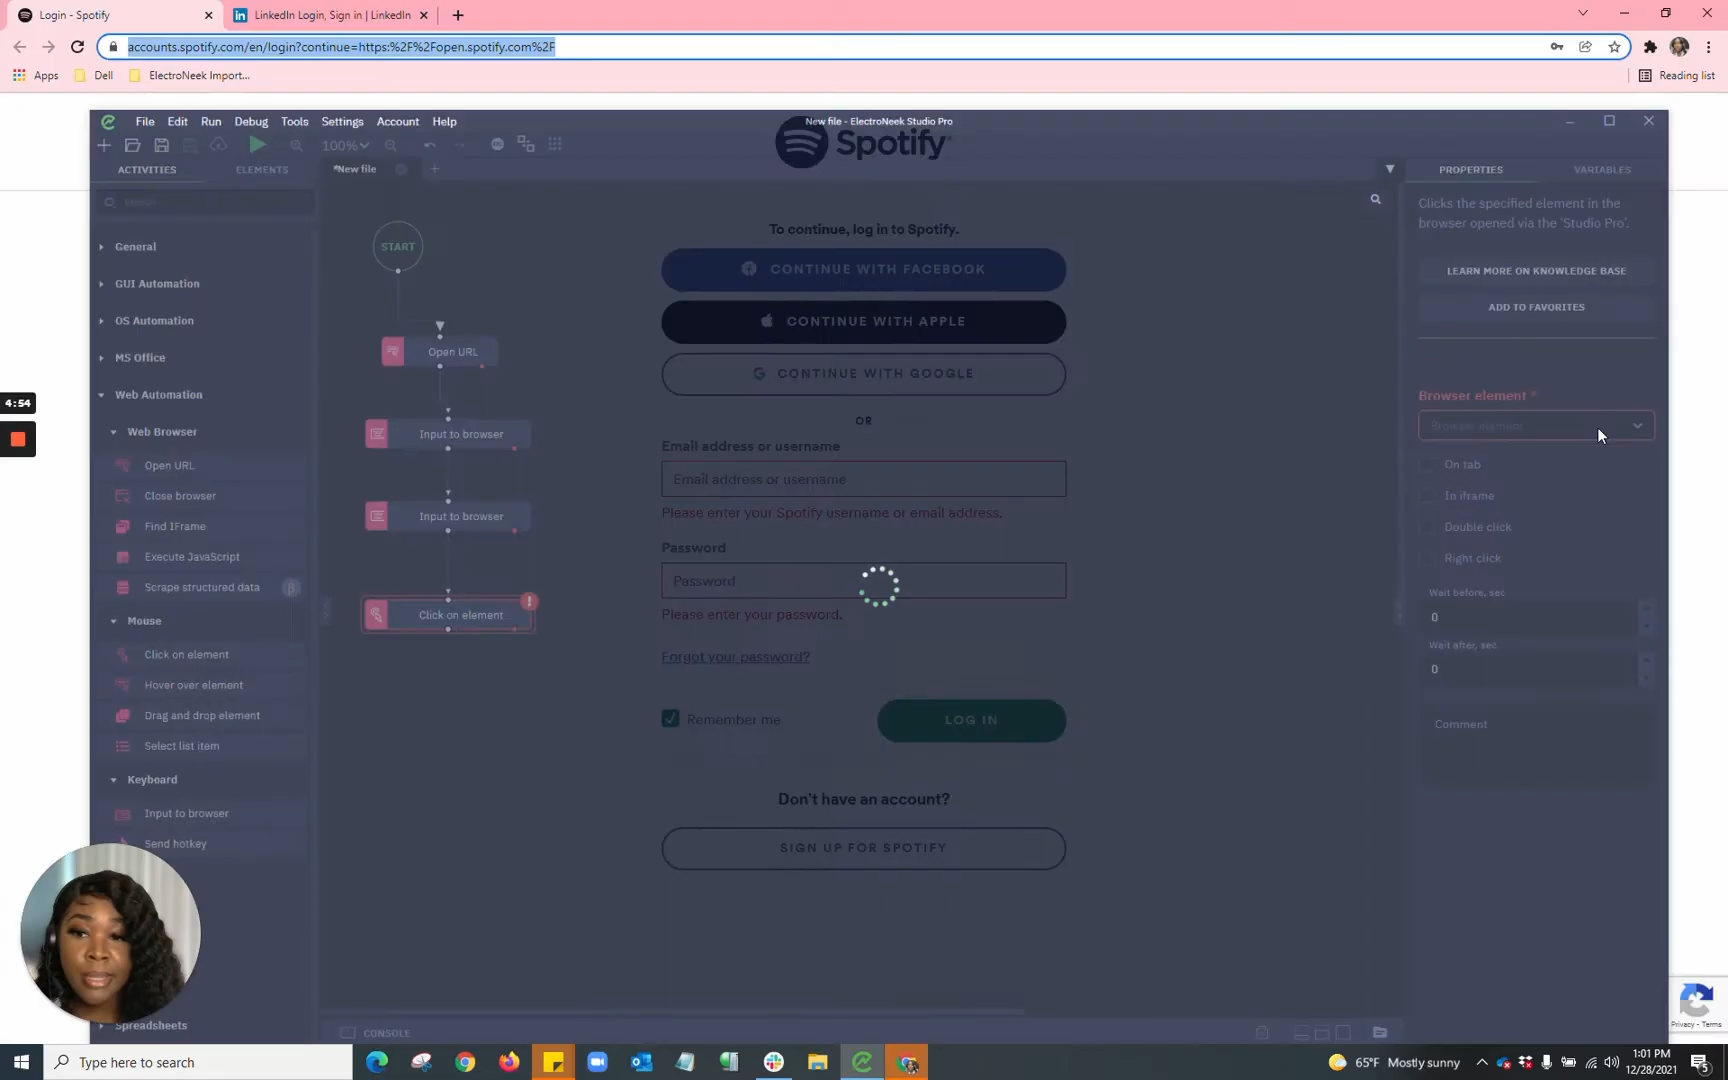 Login - Spotify
LinkedIn Login, Sign in | LinkedIn
accounts.spotify.com/en/login?continue=https:%2F%2Fopen.spotify.com%2F
Apps
Dell
ElectroNeek Import...
Reading list
File Edit Run Debug Tools Settings Account Help
New file - ElectroNeek Studio Pro
100%
Spotify
ACTIVITIES
ELEMENTS
*New file
PROPERTIES
VARIABLES
Search
Clicks the specified element in the
browser opened via the 'Studio Pro'.
LEARN MORE ON KNOWLEDGE BASE
ADD TO FAVORITES
Browser element *
Browser element
On tab
In iframe
Double click
Right click
Wait before, sec
0
Wait after, sec
0
Comment
General
GUI Automation
OS Automation
MS Office
Web Automation
Web Browser
Open URL
Close browser
Find IFrame
Execute JavaScript
Scrape structured data β
Mouse
Click on element
Hover over element
Drag and drop element
Select list item
Keyboard
Input to browser
Send hotkey
Spreadsheets
START
Open URL
Input to browser
Input to browser
Click on element
!
To continue, log in to Spotify.
CONTINUE WITH FACEBOOK
CONTINUE WITH APPLE
CONTINUE WITH GOOGLE
OR
Email address or username
Email address or username
Please enter your Spotify username or email address.
Password
Password
Please enter your password.
Forgot your password?
Remember me
LOG IN
Don't have an account?
SIGN UP FOR SPOTIFY
CONSOLE
4:54
Privacy - Terms
Type here to search
65°F Mostly sunny
1:01 PM
12/28/2021
5